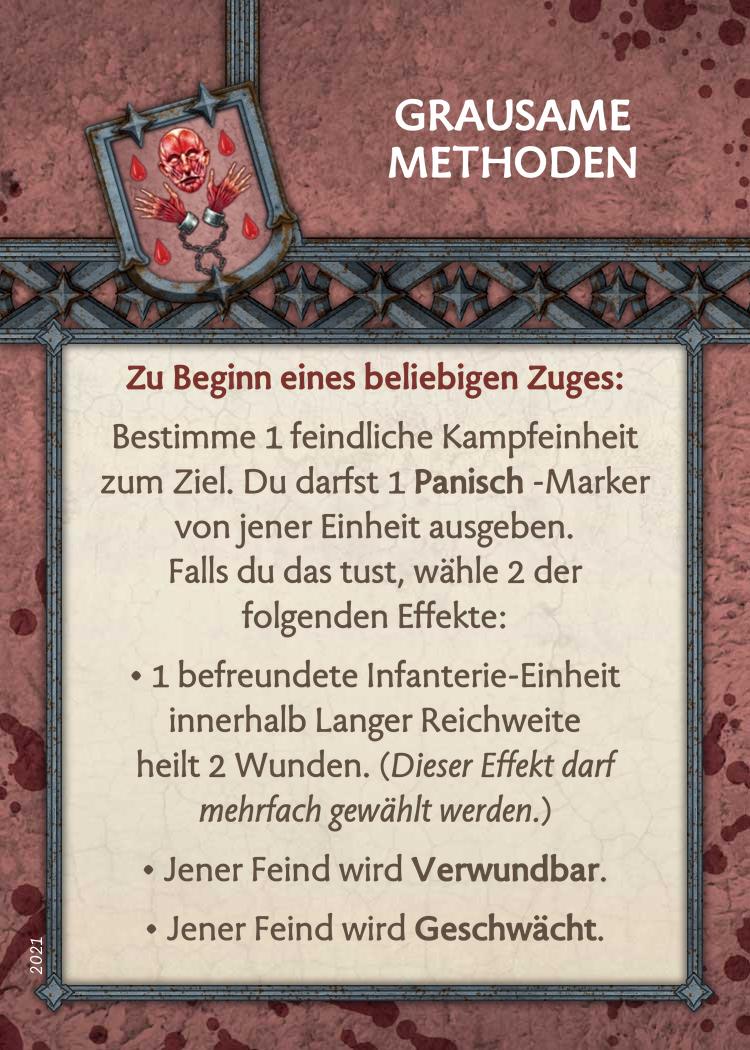 GRAUSAME
METHODEN
Zu Beginn eines beliebigen Zuges:
Bestimme 1 feindliche Kampfeinheit
zum Ziel. Du darfst 1 Panisch -Marker
von jener Einheit ausgeben.
Falls du das tust, wähle 2 der
folgenden Effekte:
• 1 befreundete Infanterie-Einheit
innerhalb Langer Reichweite
heilt 2 Wunden. (Dieser Effekt darf
mehrfach gewählt werden.)
• Jener Feind wird Verwundbar.
• Jener Feind wird Geschwächt.
2021